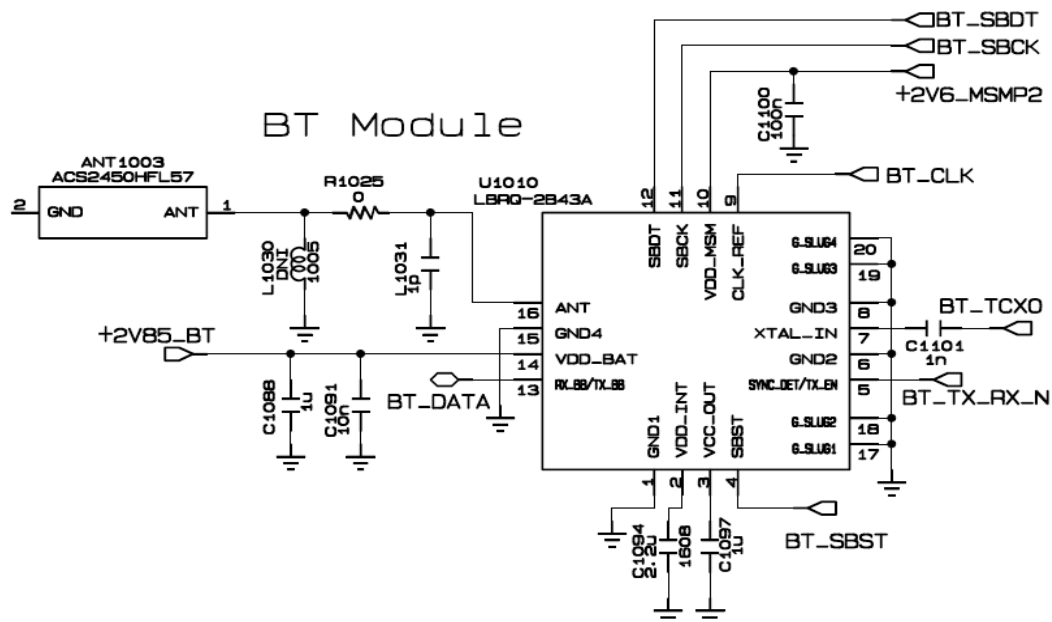 BT_SBDT
BT_SBCK
+2V6_MSMP2
C1100
100n
BT Module
ANT1003
ACS2450HFL57
2
GND
ANT
1
R1025
0
U1010
LBRQ-2B43A
BT_CLK
12
11
10
9
SBDT
SBCK
VDD_MSM
CLK_REF
G_SLUG4
20
G_SLUG3
19
L1030
DNI
1005
L1031
1p
ANT
16
GND3
8
BT_TCXO
GND4
15
XTAL_IN
7
C1101
1n
+2V85_BT
VDD_BAT
14
GND2
6
RX_BB/TX_BB
13
SYNC_DET/TX_EN
5
BT_DATA
BT_TX_RX_N
C1088
1u
C1091
10n
GND1
VDD_INT
VCC_OUT
SBST
G_SLUG2
18
G_SLUG1
17
1
2
3
4
C1094
2.2u
1608
C1097
1u
BT_SBST